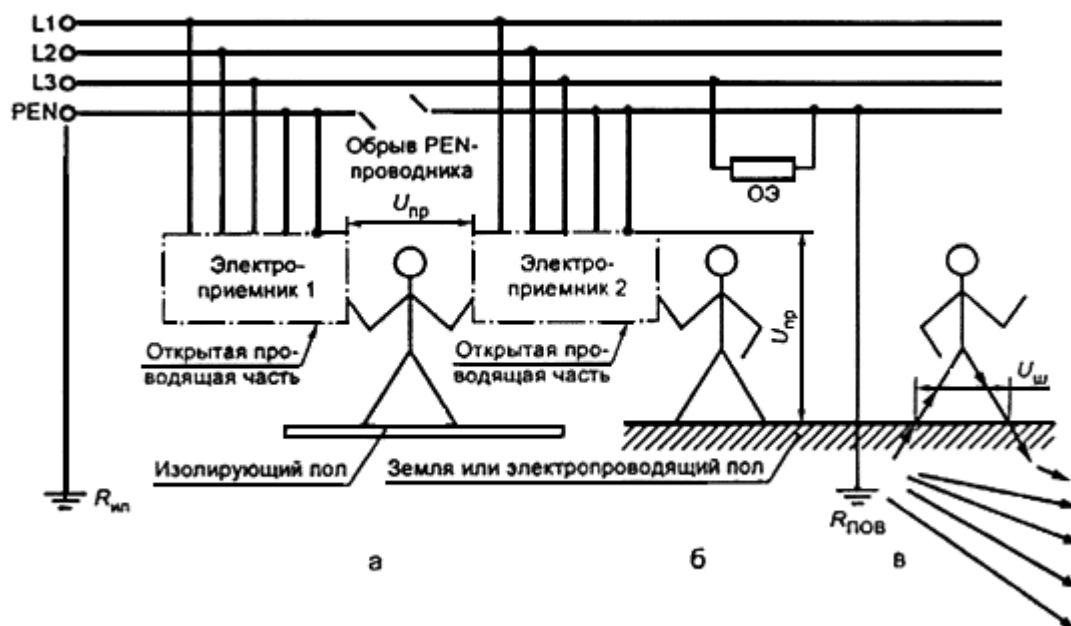 L1
L2
L3
PEN
Обрыв PEN-
проводника
ОЭ
Uпр
Электро-
приемник 1
Электро-
приемник 2
Uпр
Открытая про-
водящая часть
Открытая про-
водящая часть
Uш
Изолирующий пол
Земля или электропроводящий пол
Rип
RПОВ
а
б
в